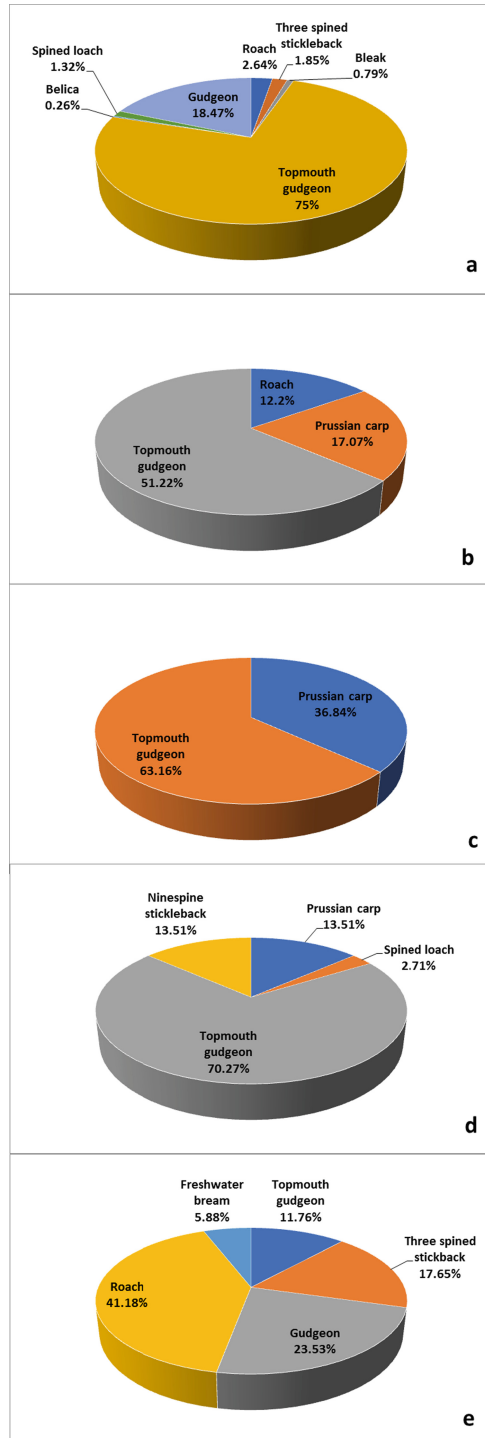 Three spined
stickleback
1.85%
Spined loach
1.32%
Roach
2.64%
Bleak
0.79%
Belica
0.26%
Gudgeon
18.47%
Topmouth
gudgeon
75%
a
Roach
12.2%
Prussian carp
17.07%
Topmouth
gudgeon
51.22%
b
Prussian carp
36.84%
Topmouth
gudgeon
63.16%
c
Ninespine
stickleback
13.51%
Prussian carp
13.51%
Spined loach
2.71%
Topmouth
gudgeon
70.27%
d
Freshwater
bream
5.88%
Topmouth
gudgeon
11.76%
Three spined
stickback
17.65%
Roach
41.18%
Gudgeon
23.53%
e